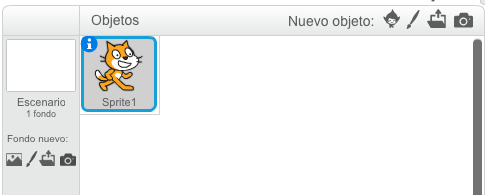 Objetos
Nuevo objeto:
Sprite1
Escenario
1 fondo
Fondo nuevo: